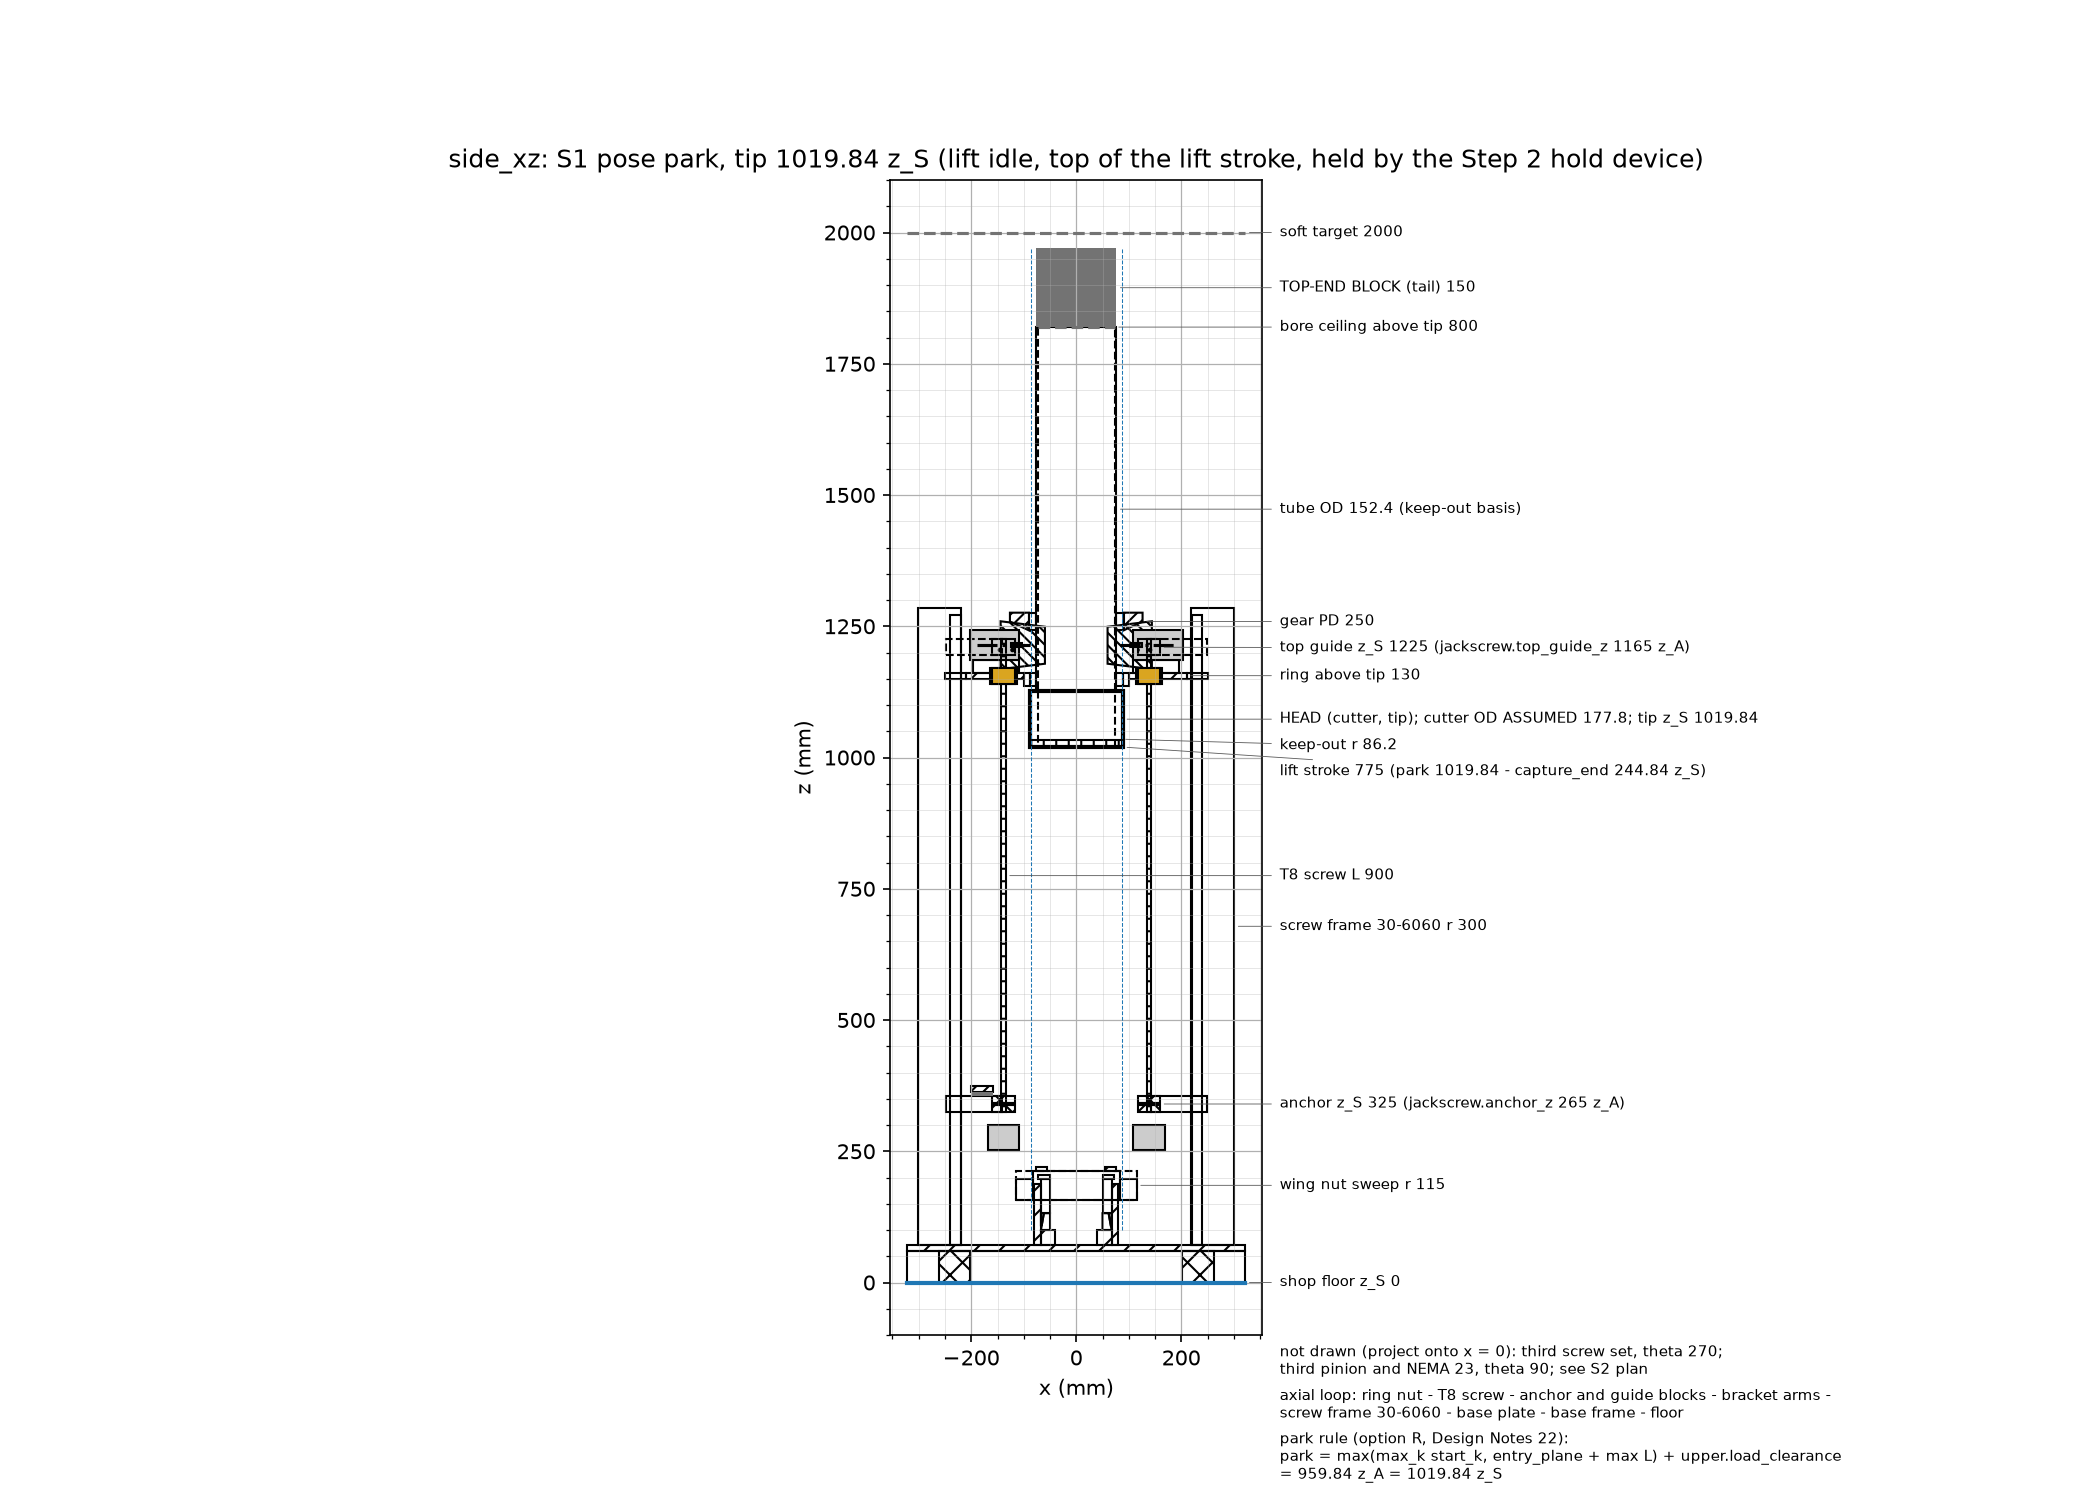 side_xz: S1 pose park, tip 1019.84 z_S (lift idle, top of the lift stroke, held by the Step 2 hold device)
2000
1750
1500
1250
1000
750
500
250
0
z (mm)
−200
0
200
x (mm)
soft target 2000
TOP-END BLOCK (tail) 150
bore ceiling above tip 800
tube OD 152.4 (keep-out basis)
gear PD 250
top guide z_S 1225 (jackscrew.top_guide_z 1165 z_A)
ring above tip 130
HEAD (cutter, tip); cutter OD ASSUMED 177.8; tip z_S 1019.84
keep-out r 86.2
lift stroke 775 (park 1019.84 - capture_end 244.84 z_S)
T8 screw L 900
screw frame 30-6060 r 300
anchor z_S 325 (jackscrew.anchor_z 265 z_A)
wing nut sweep r 115
shop floor z_S 0
not drawn (project onto x = 0): third screw set, theta 270;
third pinion and NEMA 23, theta 90; see S2 plan
axial loop: ring nut - T8 screw - anchor and guide blocks - bracket arms -
screw frame 30-6060 - base plate - base frame - floor
park rule (option R, Design Notes 22):
park = max(max_k start_k, entry_plane + max L) + upper.load_clearance
= 959.84 z_A = 1019.84 z_S